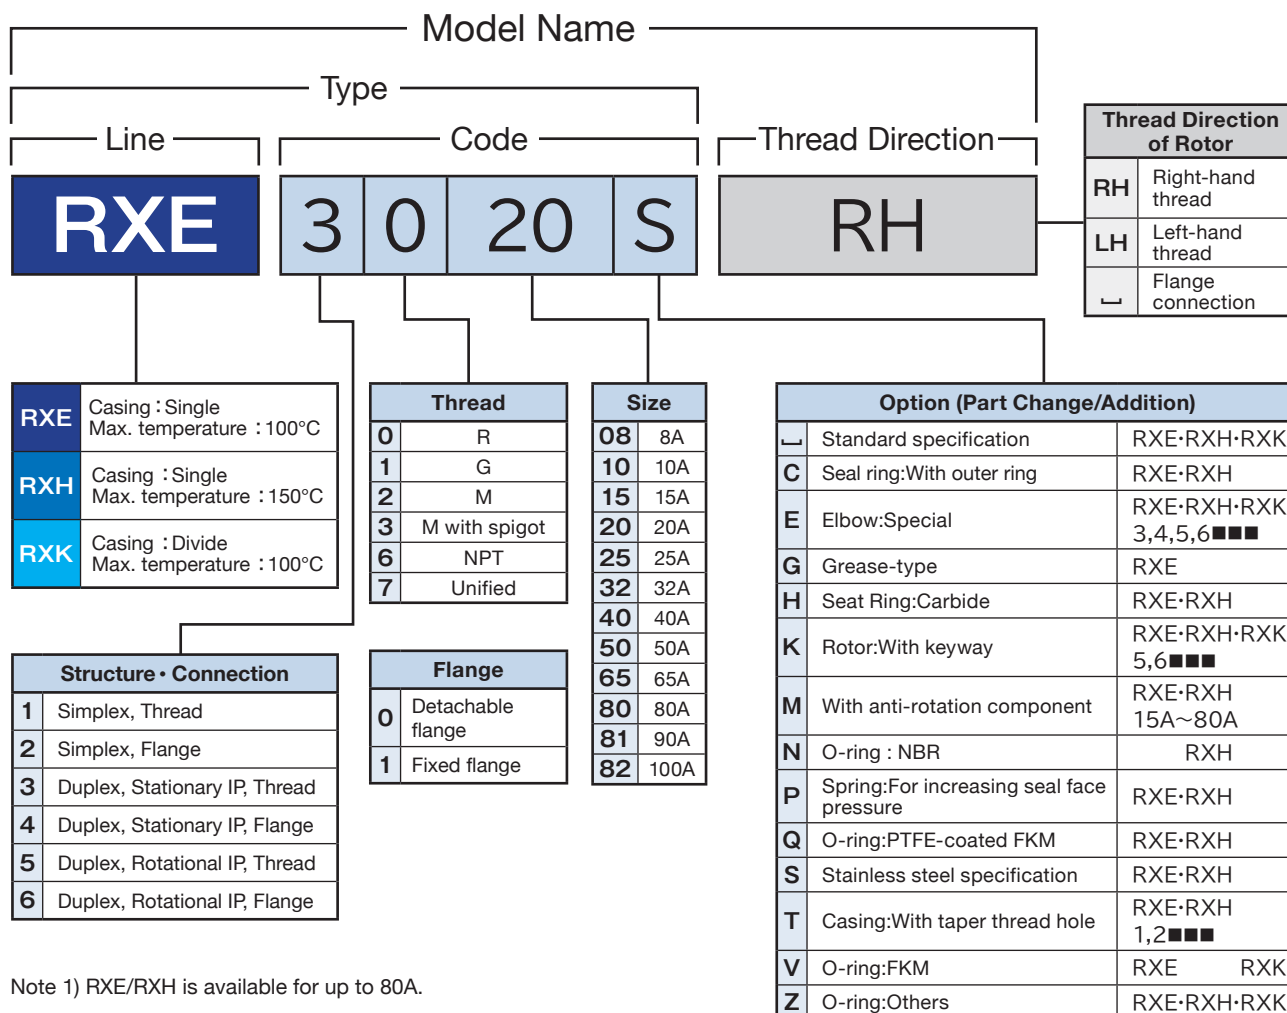 Model Name
Type
Line
Code
Thread Direction
RXE
3
0
20
S
RH
Thread Direction
of Rotor
RH Right-hand
thread
LH Left-hand
thread
⎵ Flange
connection
RXE Casing：Single
Max. temperature：100°C
RXH Casing：Single
Max. temperature：150°C
RXK Casing：Divide
Max. temperature：100°C
Structure・Connection
1 Simplex, Thread
2 Simplex, Flange
3 Duplex, Stationary IP, Thread
4 Duplex, Stationary IP, Flange
5 Duplex, Rotational IP, Thread
6 Duplex, Rotational IP, Flange
Thread
0 R
1 G
2 M
3 M with spigot
6 NPT
7 Unified
Flange
0 Detachable
flange
1 Fixed flange
Size
08 8A
10 10A
15 15A
20 20A
25 25A
32 32A
40 40A
50 50A
65 65A
80 80A
81 90A
82 100A
Option (Part Change/Addition)
⎵ Standard specification RXE・RXH・RXK
C Seal ring:With outer ring RXE・RXH
E Elbow:Special RXE・RXH・RXK
3,4,5,6■■■
G Grease-type RXE
H Seat Ring:Carbide RXE・RXH
K Rotor:With keyway RXE・RXH・RXK
5,6■■■
M With anti-rotation component RXE・RXH
15A～80A
N O-ring : NBR RXH
P Spring:For increasing seal face
pressure RXE・RXH
Q O-ring:PTFE-coated FKM RXE・RXH
S Stainless steel specification RXE・RXH
T Casing:With taper thread hole RXE・RXH
1,2■■■
V O-ring:FKM RXE RXK
Z O-ring:Others RXE・RXH・RXK
Note 1) RXE/RXH is available for up to 80A.